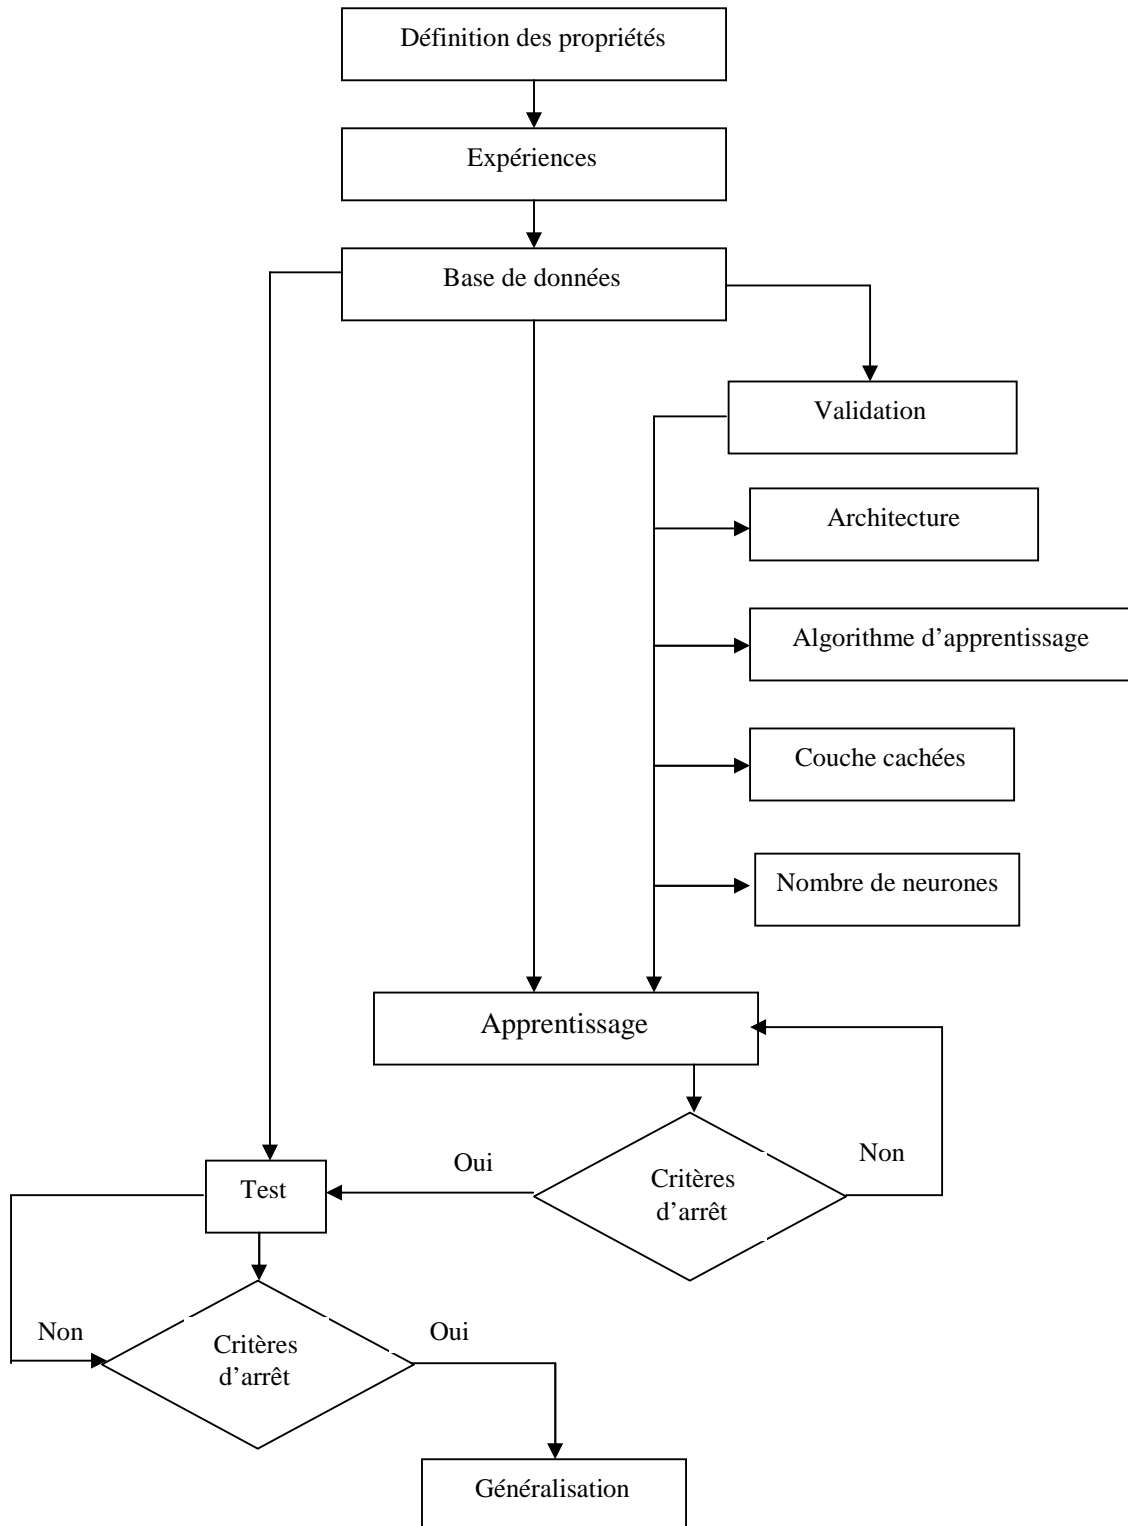 Définition des propriétés
Expériences
Base de données
Validation
Architecture
Algorithme d’apprentissage
Couche cachées
Nombre de neurones
Apprentissage
Oui
Non
Critères
d’arrêt
Test
Non
Oui
Critères
d’arrêt
Généralisation